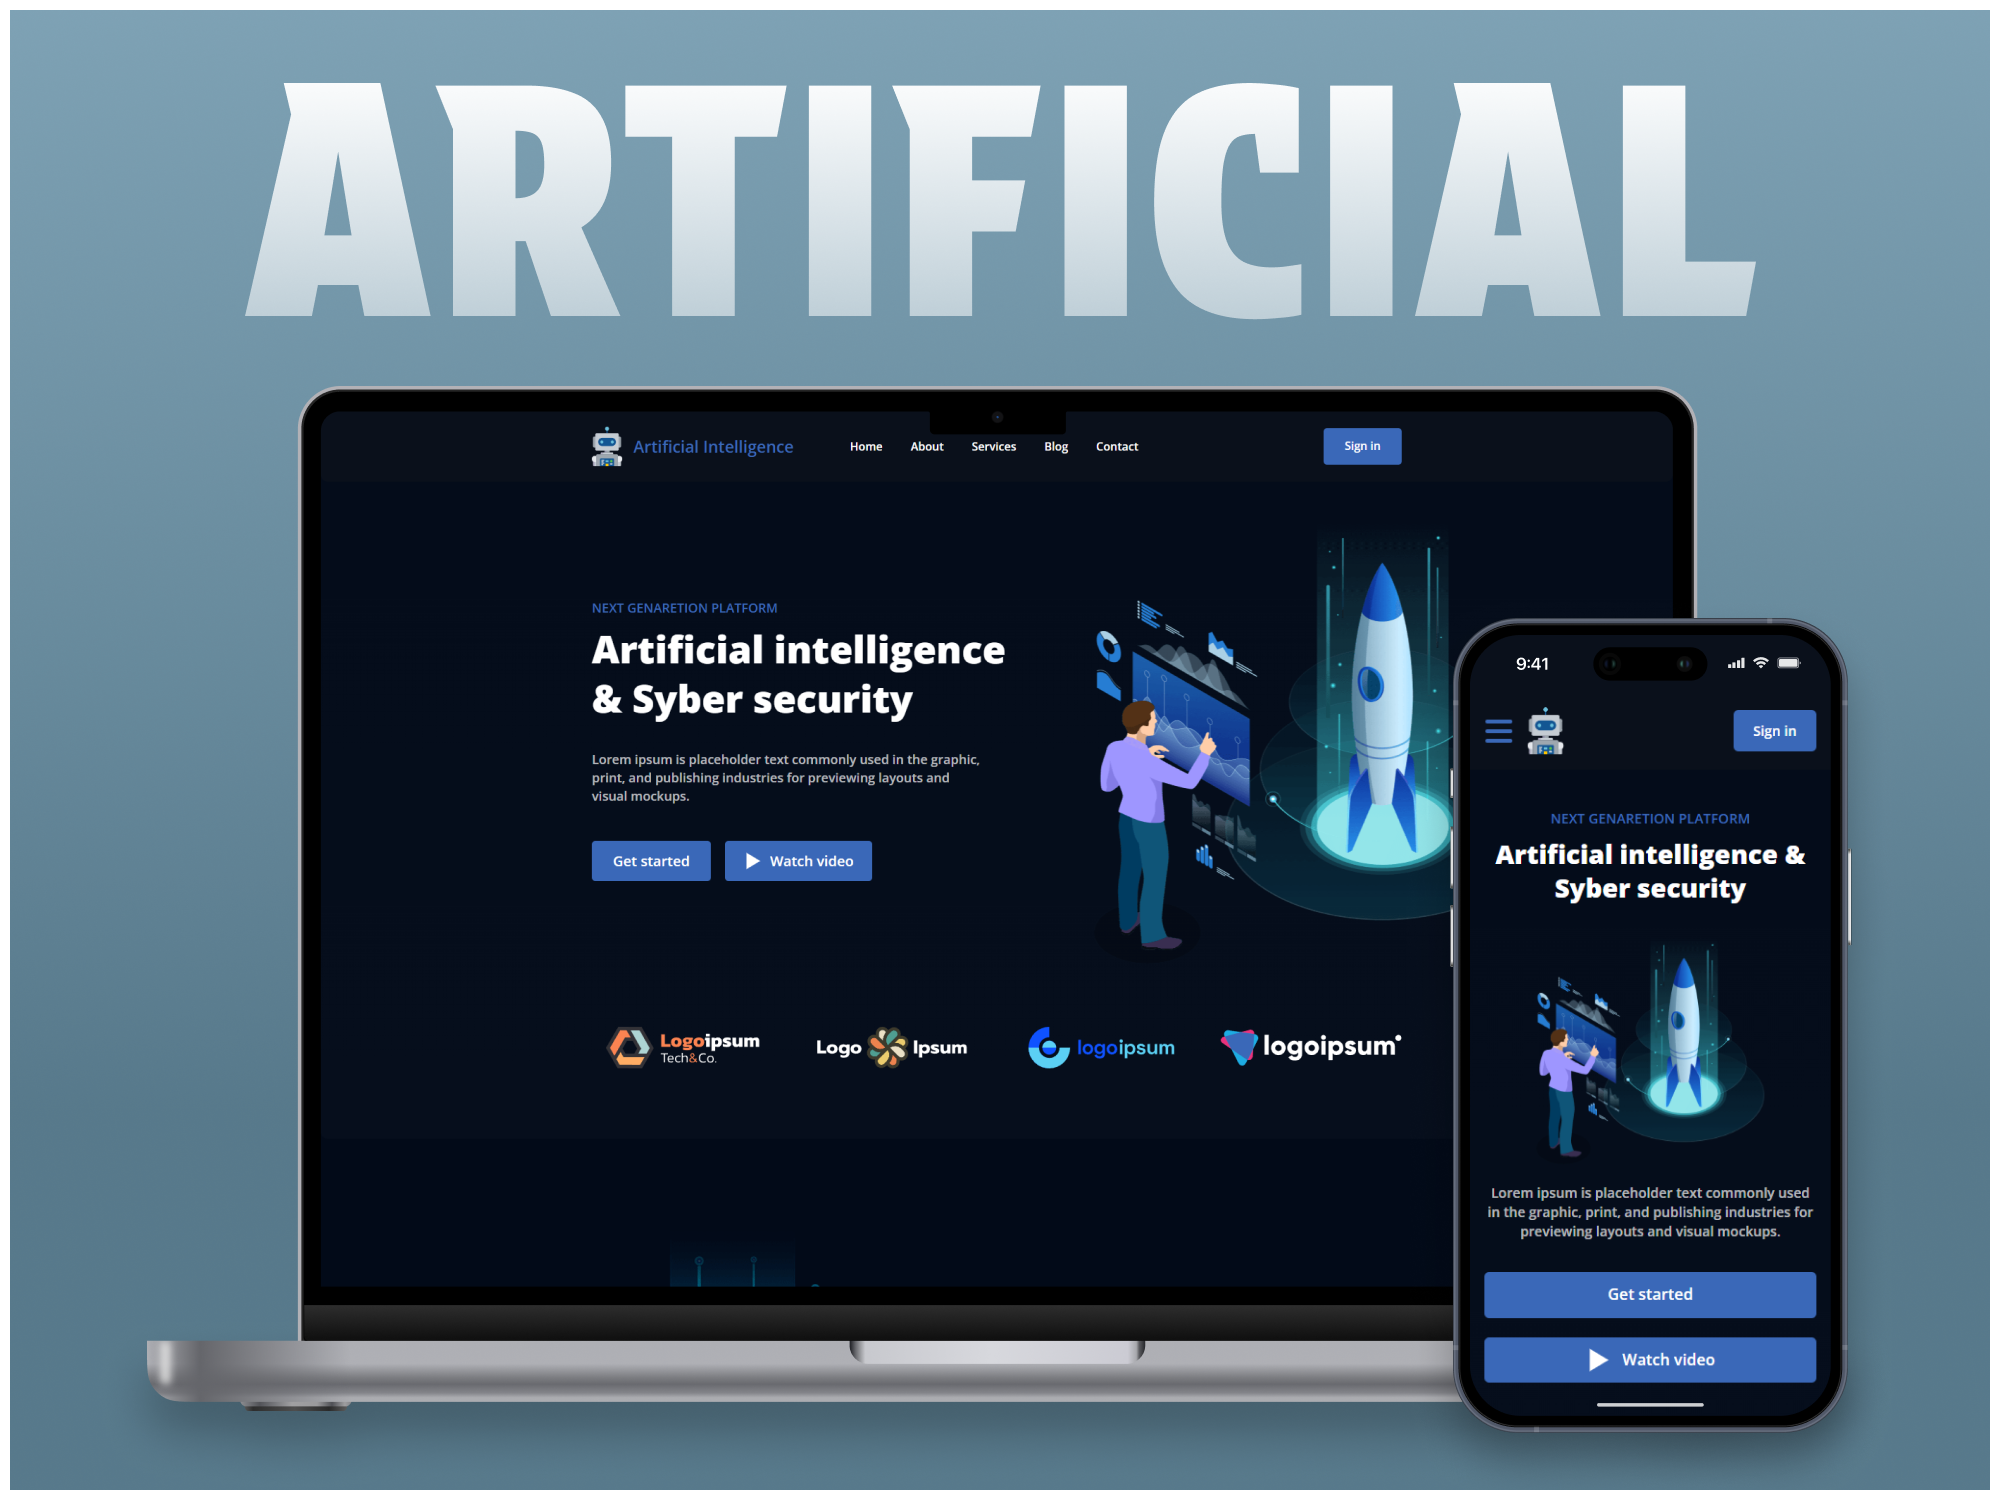 ARTIFICIAL
Artificial Intelligence
Home About Services Blog Contact
Sign in
NEXT GENARETION PLATFORM
Artificial intelligence
& Syber security
Lorem ipsum is placeholder text commonly used in the graphic,
print, and publishing industries for previewing layouts and
visual mockups.
Get started
Watch video
Logoipsum
Tech&Co.
Logo Ipsum
logoipsum
logoipsum
9:41
Sign in
NEXT GENARETION PLATFORM
Artificial intelligence &
Syber security
Lorem ipsum is placeholder text commonly used
in the graphic, print, and publishing industries for
previewing layouts and visual mockups.
Get started
Watch video